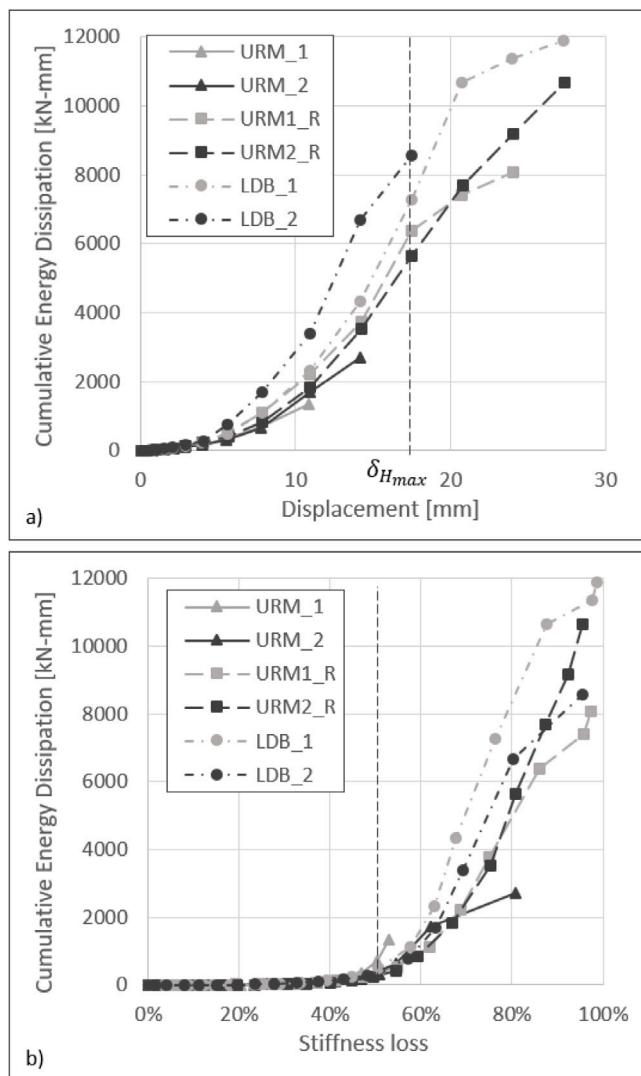 12000
10000
8000
6000
4000
2000
0
Cumulative Energy Dissipation [kN-mm]
URM_1
URM_2
URM1_R
URM2_R
LDB_1
LDB_2
0
10
20
30
δHmax
Displacement [mm]
a)
12000
10000
8000
6000
4000
2000
0
Cumulative Energy Dissipation [kN-mm]
URM_1
URM_2
URM1_R
URM2_R
LDB_1
LDB_2
0%
20%
40%
60%
80%
100%
Stiffness loss
b)